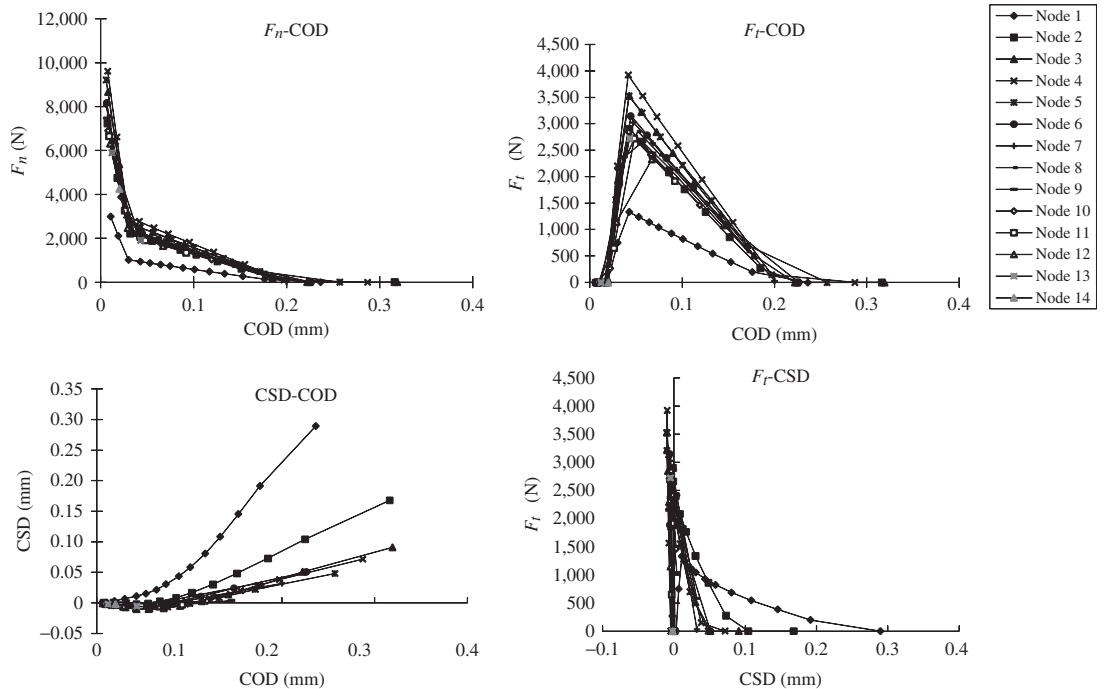 Fn-COD
12,000
10,000
8,000
6,000
4,000
2,000
0
Fn (N)
0
0.1
0.2
0.3
0.4
COD (mm)
Ft-COD
4,500
4,000
3,500
3,000
2,500
2,000
1,500
1,000
500
0
Ft (N)
0
0.1
0.2
0.3
0.4
COD (mm)
Node 1
Node 2
Node 3
Node 4
Node 5
Node 6
Node 7
Node 8
Node 9
Node 10
Node 11
Node 12
Node 13
Node 14
CSD-COD
0.35
0.30
0.25
0.20
0.15
0.10
0.05
0
−0.05
CSD (mm)
0
0.1
0.2
0.3
0.4
COD (mm)
Ft-CSD
4,500
4,000
3,500
3,000
2,500
2,000
1,500
1,000
500
0
Ft (N)
−0.1
0
0.1
0.2
0.3
0.4
CSD (mm)